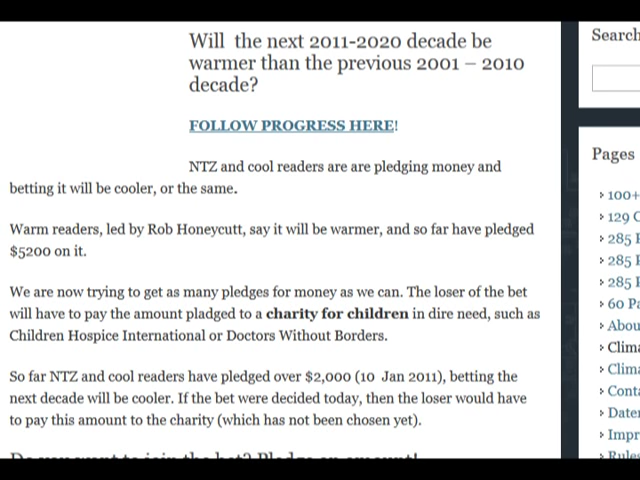 Will the next 2011-2020 decade be
warmer than the previous 2001 – 2010
decade?
FOLLOW PROGRESS HERE!
NTZ and cool readers are are pledging money and
betting it will be cooler, or the same.
Warm readers, led by Rob Honeycutt, say it will be warmer, and so far have pledged
$5200 on it.
We are now trying to get as many pledges for money as we can. The loser of the bet
will have to pay the amount pladged to a charity for children in dire need, such as
Children Hospice International or Doctors Without Borders.
So far NTZ and cool readers have pledged over $2,000 (10 Jan 2011), betting the
next decade will be cooler. If the bet were decided today, then the loser would have
to pay this amount to the charity (which has not been chosen yet).
Search
Pages
100+
129
285
285
285
60
Abou
Clima
Clima
Conta
Date
Impr
Rules